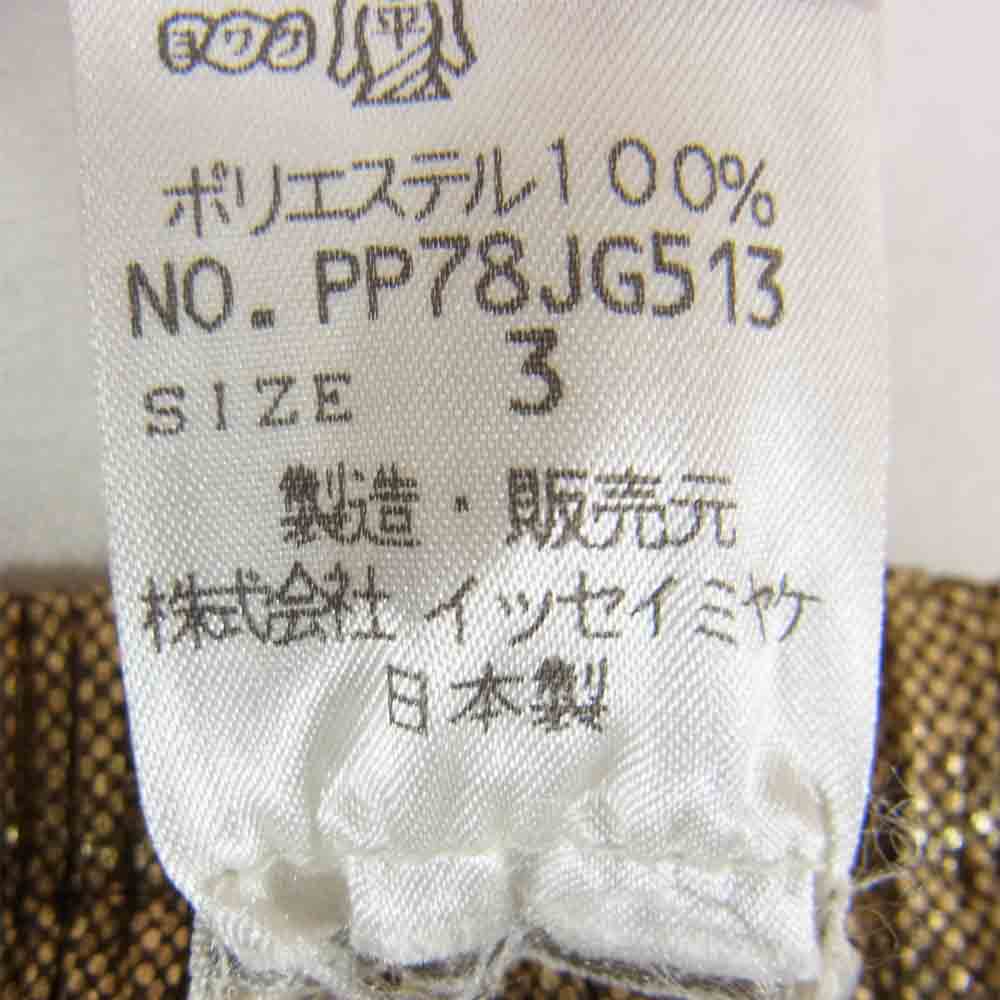 平
ポリエステル100%
NO. PP78JG513
SIZE 3
製造・販売元
株式会社 イッセイミヤケ
日本製